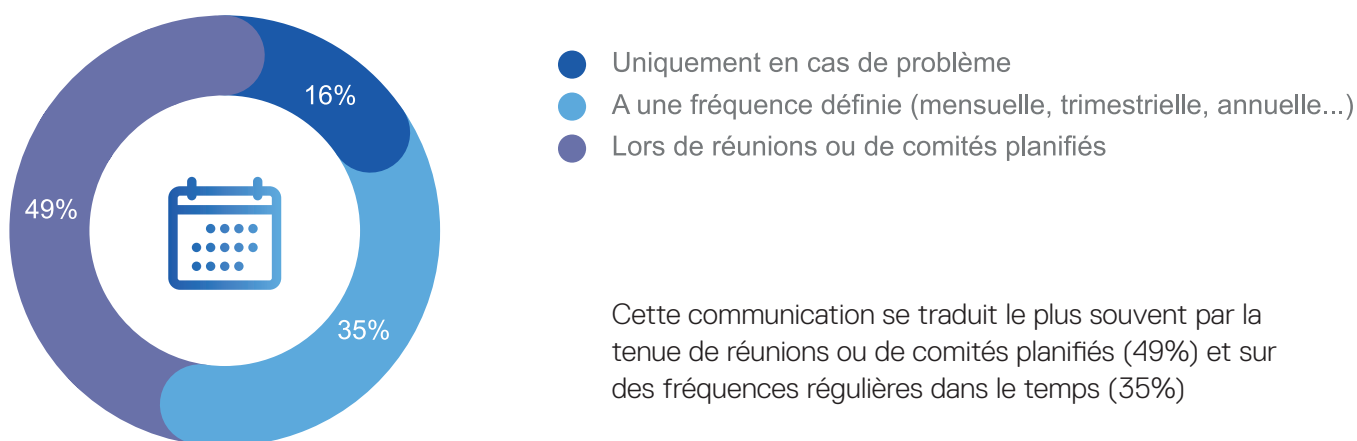 16%
49%
35%
Uniquement en cas de problème
A une fréquence définie (mensuelle, trimestrielle, annuelle...)
Lors de réunions ou de comités planifiés
Cette communication se traduit le plus souvent par la
tenue de réunions ou de comités planifiés (49%) et sur
des fréquences régulières dans le temps (35%)